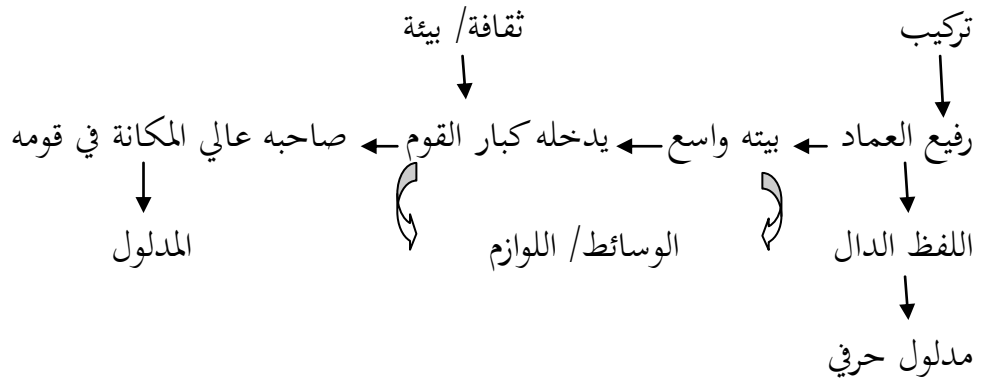 تركيب ثقافة/ بيئة
رفيع العماد بيته واسع يدخله كبار القوم صاحبه عالي المكانة في قومه
اللفظ الدال الوسائط/ اللوازم المدلول
مدلول حرفي